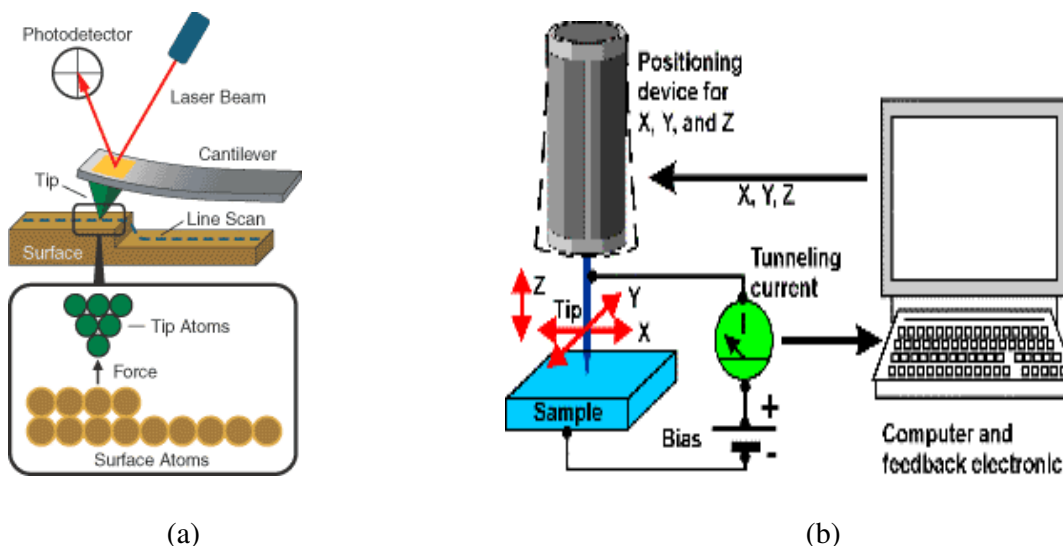 Photodetector
Laser Beam
Cantilever
Tip
Line Scan
Surface
Tip Atoms
Force
Surface Atoms
(a)
Positioning
device for
X, Y, and Z
X, Y, Z
Tunneling
current
Z
Y
Tip
X
I
Sample
Bias
+
-
Computer and
feedback electronic
(b)